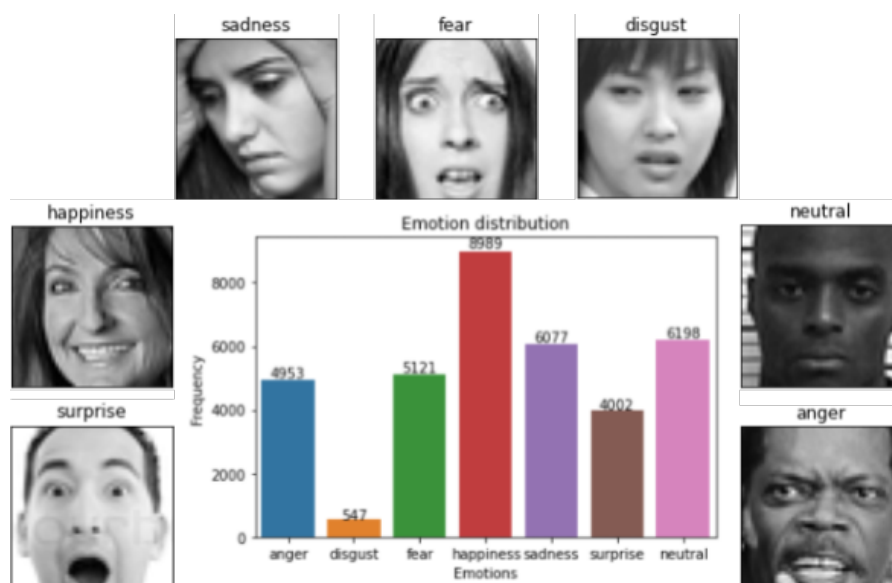 sadness
fear
disgust
happiness
neutral
surprise
anger
Emotion distribution
Frequency
8000
6000
4000
2000
0
4953
547
5121
8989
6077
4002
6198
anger
disgust
fear
happiness
sadness
surprise
neutral
Emotions